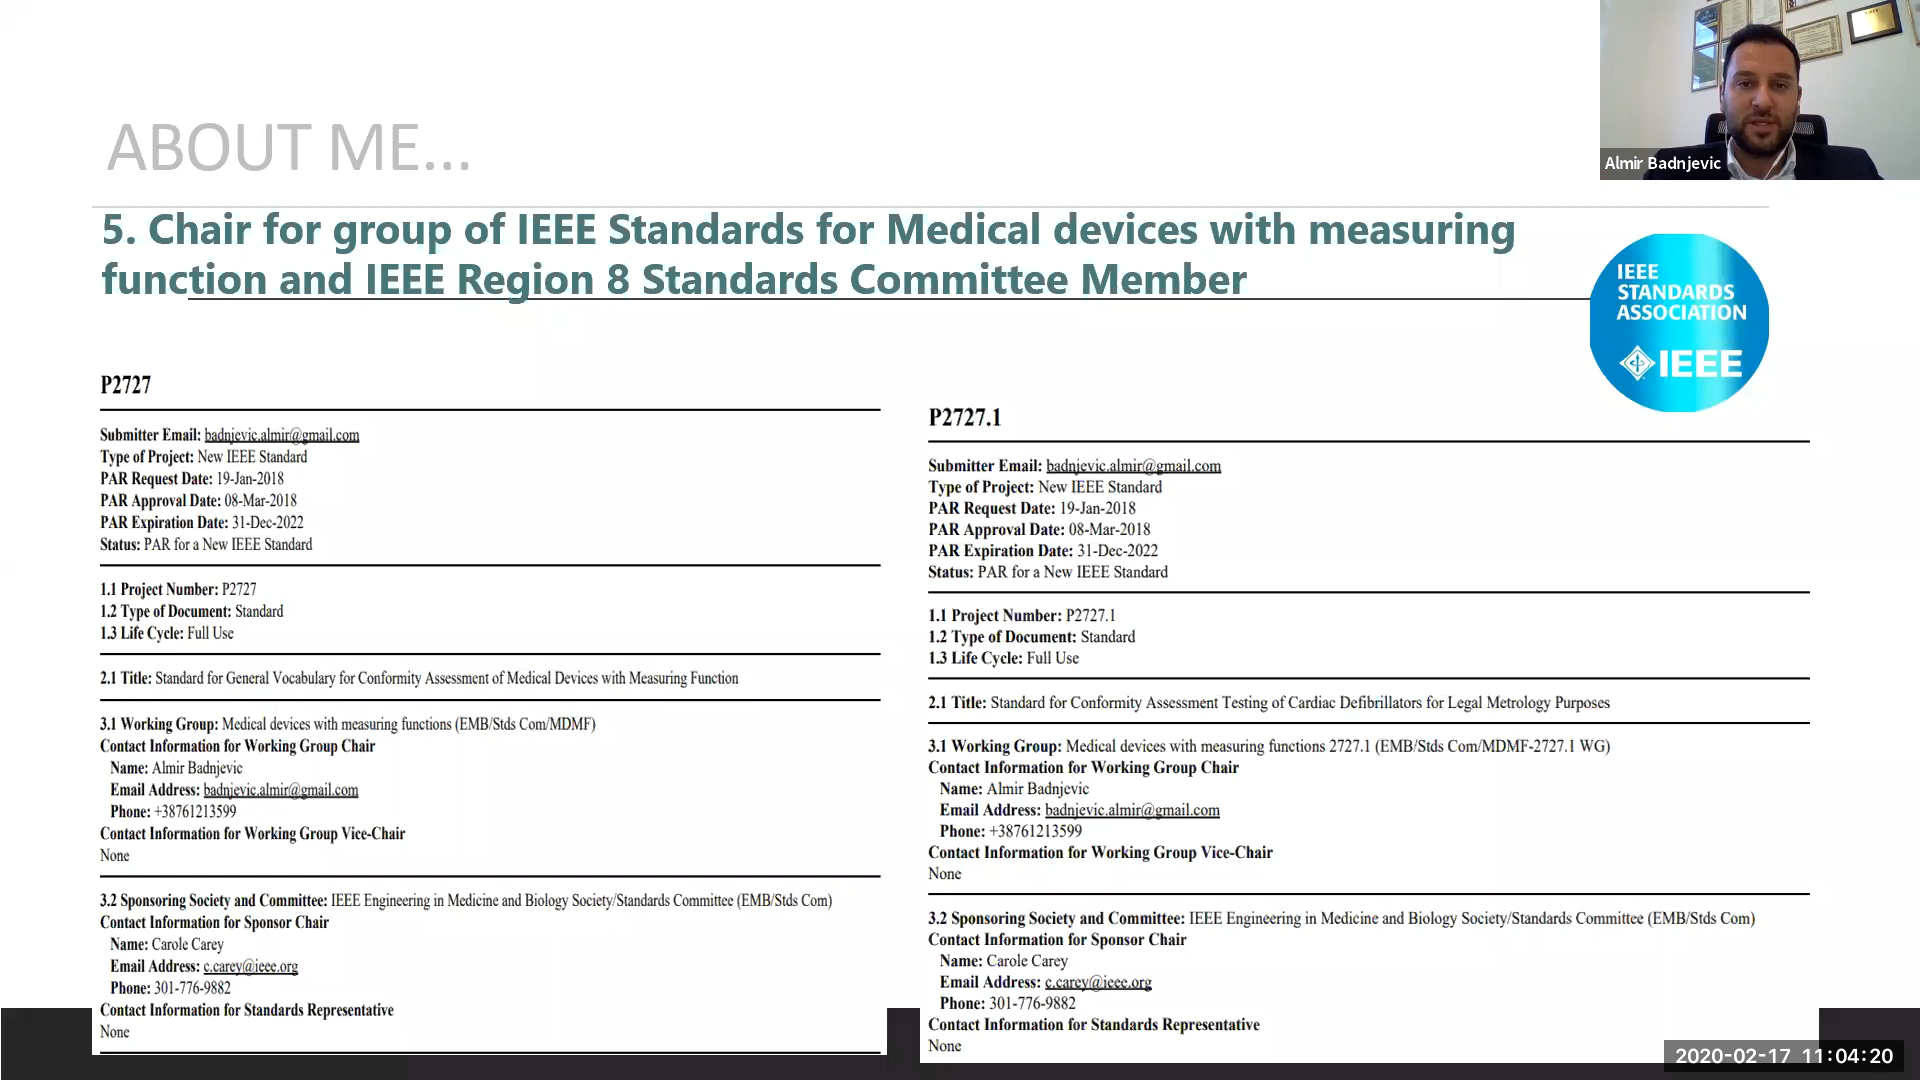 ABOUT ME...
5. Chair for group of IEEE Standards for Medical devices with measuring
function and IEEE Region 8 Standards Committee Member
Almir Badnjevic
IEEE
STANDARDS
ASSOCIATION
IEEE
P2727
Submitter Email: badnjevic.almir@gmail.com
Type of Project: New IEEE Standard
PAR Request Date: 19-Jan-2018
PAR Approval Date: 08-Mar-2018
PAR Expiration Date: 31-Dec-2022
Status: PAR for a New IEEE Standard
1.1 Project Number: P2727
1.2 Type of Document: Standard
1.3 Life Cycle: Full Use
2.1 Title: Standard for General Vocabulary for Conformity Assessment of Medical Devices with Measuring Function
3.1 Working Group: Medical devices with measuring functions (EMB/Stds Com/MDMF)
Contact Information for Working Group Chair
Name: Almir Badnjevic
Email Address: badnjevic.almir@gmail.com
Phone: +38761213599
Contact Information for Working Group Vice-Chair
None
3.2 Sponsoring Society and Committee: IEEE Engineering in Medicine and Biology Society/Standards Committee (EMB/Stds Com)
Contact Information for Sponsor Chair
Name: Carole Carey
Email Address: c.carey@ieee.org
Phone: 301-776-9882
Contact Information for Standards Representative
None
P2727.1
Submitter Email: badnjevic.almir@gmail.com
Type of Project: New IEEE Standard
PAR Request Date: 19-Jan-2018
PAR Approval Date: 08-Mar-2018
PAR Expiration Date: 31-Dec-2022
Status: PAR for a New IEEE Standard
1.1 Project Number: P2727.1
1.2 Type of Document: Standard
1.3 Life Cycle: Full Use
2.1 Title: Standard for Conformity Assessment Testing of Cardiac Defibrillators for Legal Metrology Purposes
3.1 Working Group: Medical devices with measuring functions 2727.1 (EMB/Stds Com/MDMF-2727.1 WG)
Contact Information for Working Group Chair
Name: Almir Badnjevic
Email Address: badnjevic.almir@gmail.com
Phone: +38761213599
Contact Information for Working Group Vice-Chair
None
3.2 Sponsoring Society and Committee: IEEE Engineering in Medicine and Biology Society/Standards Committee (EMB/Stds Com)
Contact Information for Sponsor Chair
Name: Carole Carey
Email Address: c.carey@ieee.org
Phone: 301-776-9882
Contact Information for Standards Representative
None
2020-02-17 11:04:20